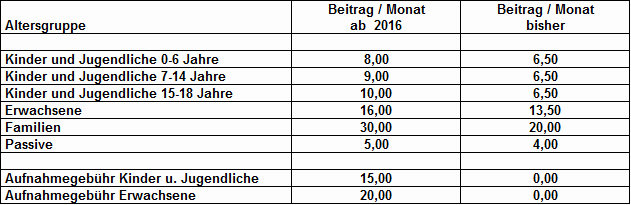 Altersgruppe Beitrag / Monat ab 2016 Beitrag / Monat bisher
Kinder und Jugendliche 0-6 Jahre 8,00 6,50
Kinder und Jugendliche 7-14 Jahre 9,00 6,50
Kinder und Jugendliche 15-18 Jahre 10,00 6,50
Erwachsene 16,00 13,50
Familien 30,00 20,00
Passive 5,00 4,00
Aufnahmegebühr Kinder u. Jugendliche 15,00 0,00
Aufnahmegebühr Erwachsene 20,00 0,00